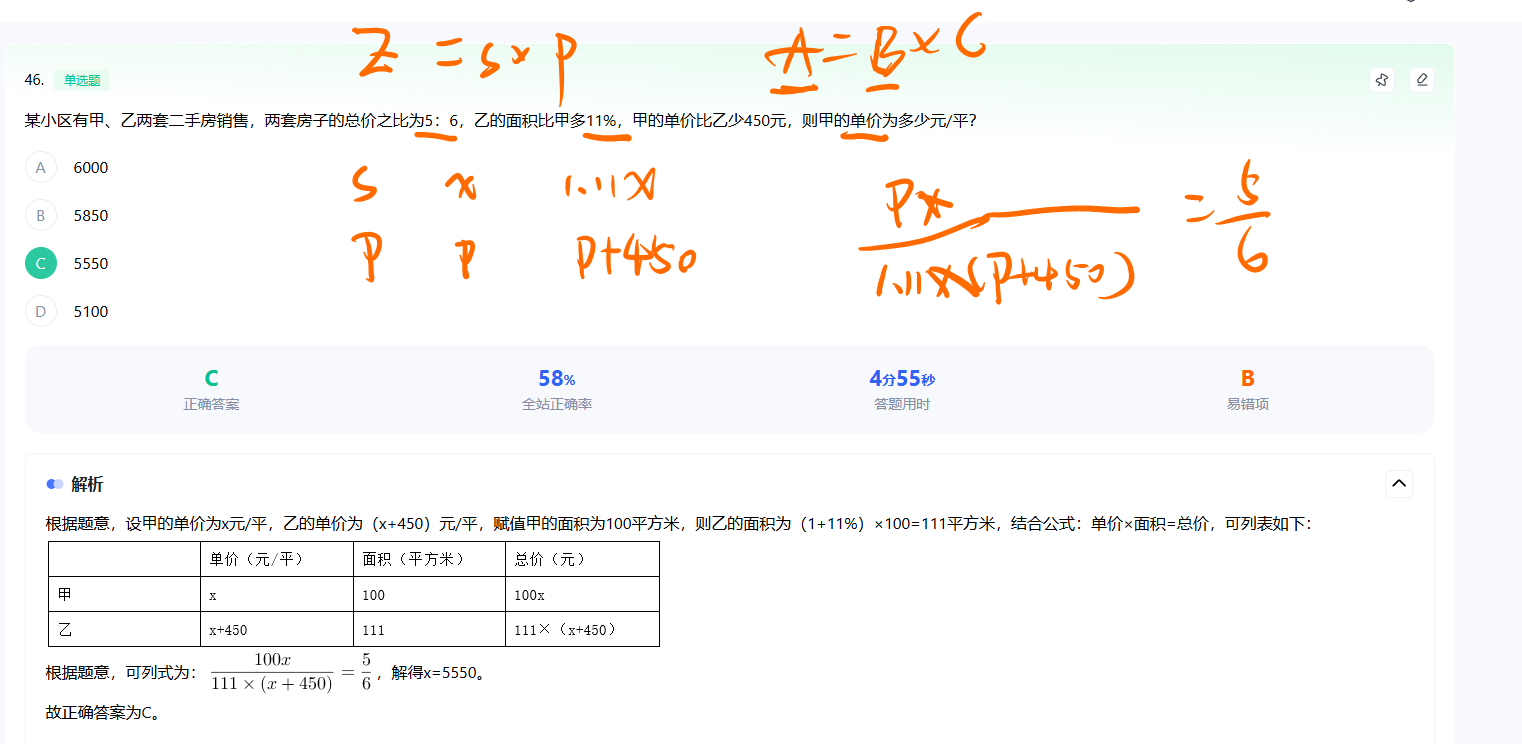 Z = S × P
A = B × C
46. 单选题
某小区有甲、乙两套二手房销售，两套房子的总价之比为5：6，乙的面积比甲多11%，甲的单价比乙少450元，则甲的单价为多少元/平？
A 6000
B 5850
C 5550
D 5100
S x 1.11x
P P P+450
Px / 1.11x(P+450) = 5/6
C 58% 4分55秒 B
正确答案 全站正确率 答题用时 易错项
解析
根据题意，设甲的单价为x元/平，乙的单价为（x+450）元/平，赋值甲的面积为100平方米，则乙的面积为（1+11%）×100=111平方米，结合公式：单价×面积=总价，可列表如下：
单价（元/平） 面积（平方米） 总价（元）
甲 x 100 100x
乙 x+450 111 111×（x+450）
根据题意，可列式为：100x / 111 × (x + 450) = 5/6，解得x=5550。
故正确答案为C。